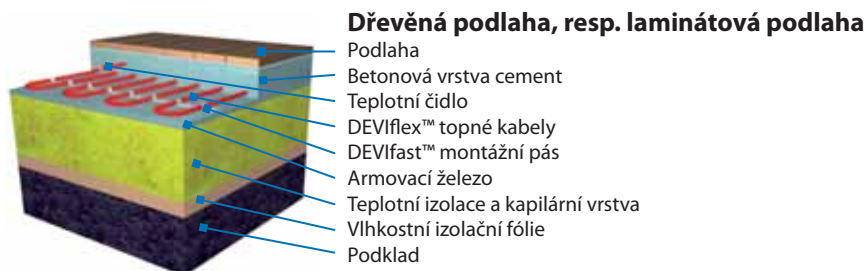 Dřevěná podlaha, resp. laminátová podlaha
Podlaha
Betonová vrstva cement
Teplotní čidlo
DEVIflex™ topné kabely
DEVIfast™ montážní pás
Armovací železo
Teplotní izolace a kapilární vrstva
Vlhkostní izolační fólie
Podklad